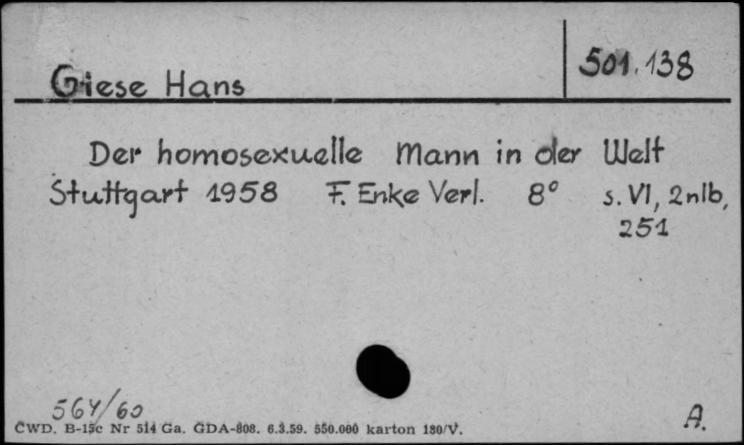 501.138
Giese Hans
Der homosexuelle Mann in der Welt
Stuttgart 1958 F. Enke Verl. 8° s. VI, 2nlb,
251
564/60
A.
CWD. B-15c Nr 514 Ga. GDA-808. 6.3.59. 550.000 karton 180/V.